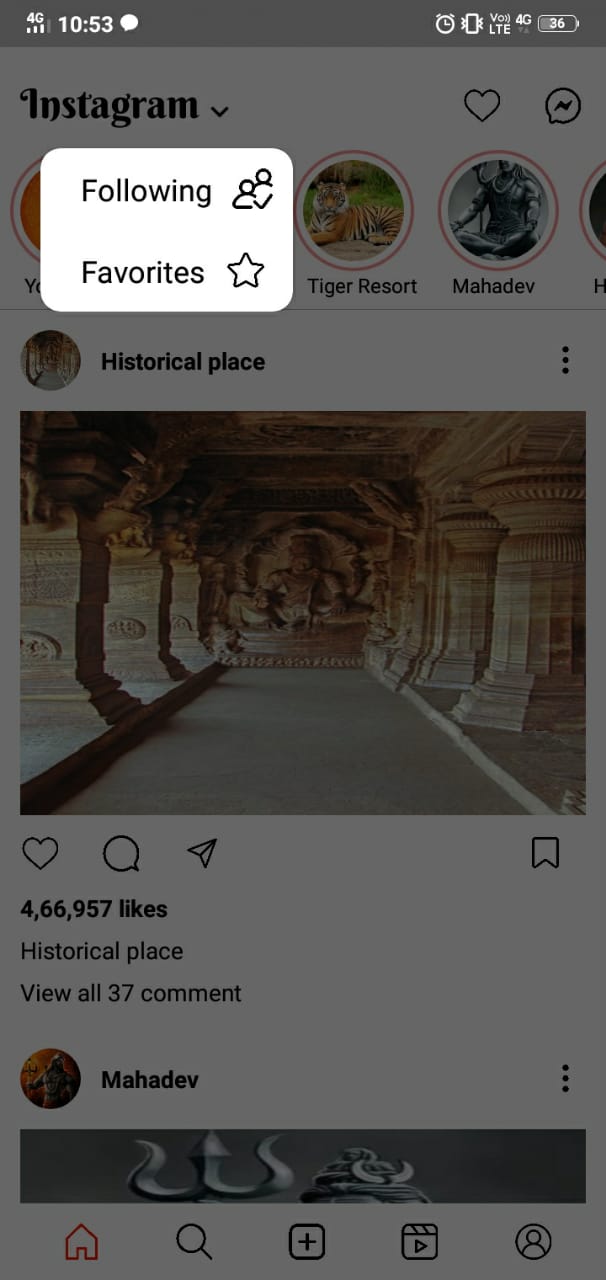 4G 10:53
Vo)) LTE 4G 36
Instagram
Following
Favorites
Yo
Tiger Resort
Mahadev
H
Historical place
4,66,957 likes
Historical place
View all 37 comment
Mahadev